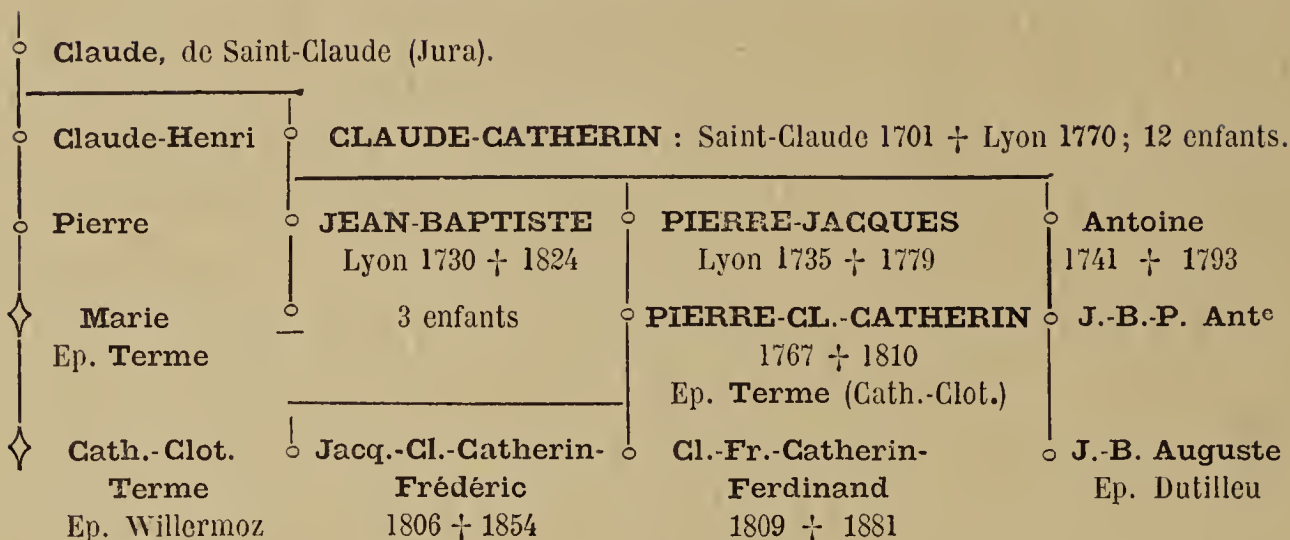 Claude, de Saint-Claude (Jura).
Claude-Henri CLAUDE-CATHERIN : Saint-Claude 1701 ✝ Lyon 1770 ; 12 enfants.
Pierre JEAN-BAPTISTE PIERRE-JACQUES Antoine
Lyon 1730 ✝ 1824 Lyon 1735 ✝ 1779 1741 ✝ 1793
Marie 3 enfants PIERRE-CL.-CATHERIN J.-B.-P. Antᵉ
Ep. Terme 1767 ✝ 1810
Ep. Terme (Cath.-Clot.)
Cath.-Clot. Jacq.-Cl.-Catherin- Cl.-Fr.-Catherin- J.-B. Auguste
Terme Frédéric Ferdinand Ep. Dutilleu
Ep. Willermoz 1806 ✝ 1854 1809 ✝ 1881